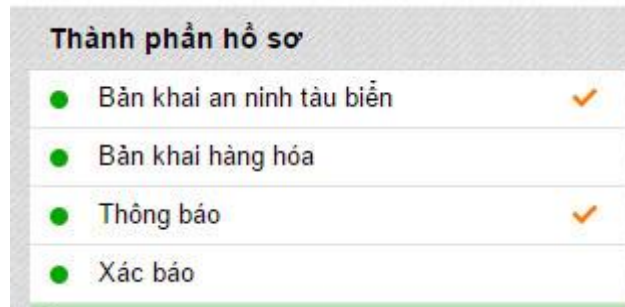 Thành phần hồ sơ
Bản khai an ninh tàu biển
Bản khai hàng hóa
Thông báo
Xác báo